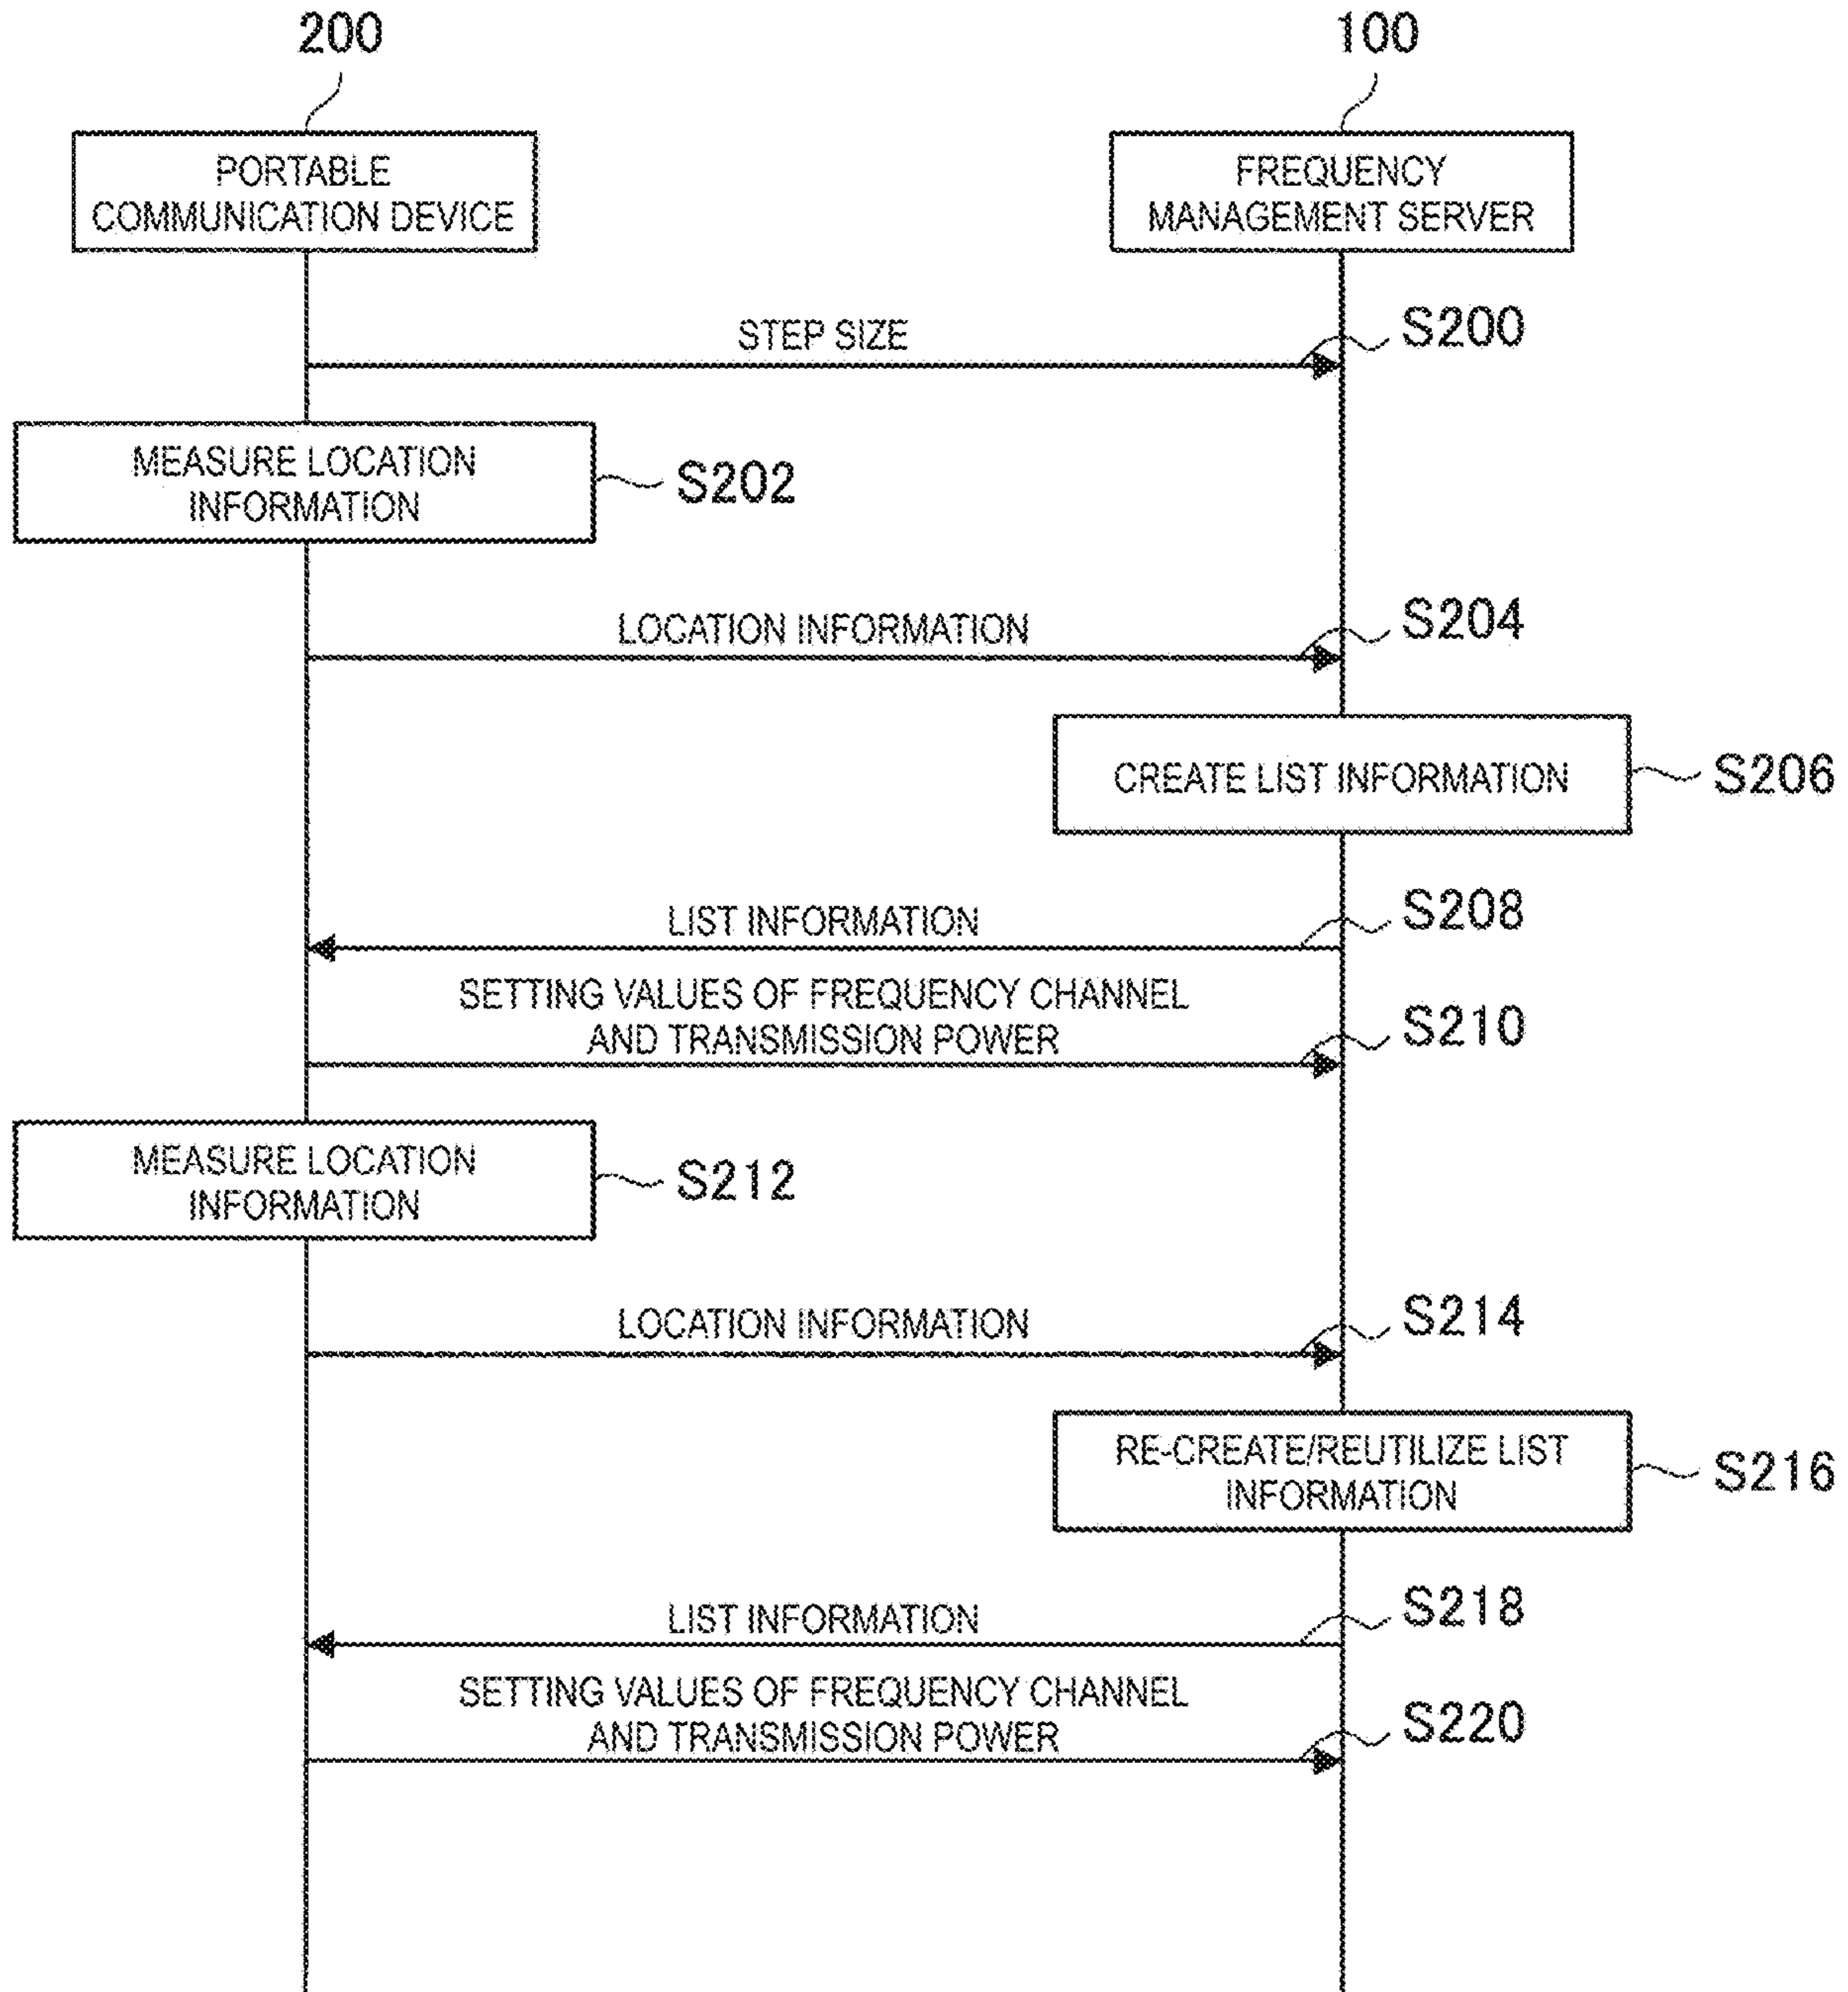 200
100
PORTABLE
COMMUNICATION DEVICE
FREQUENCY
MANAGEMENT SERVER
STEP SIZE
S200
MEASURE LOCATION
INFORMATION
S202
LOCATION INFORMATION
S204
CREATE LIST INFORMATION
S206
LIST INFORMATION
S208
SETTING VALUES OF FREQUENCY CHANNEL
AND TRANSMISSION POWER
S210
MEASURE LOCATION
INFORMATION
S212
LOCATION INFORMATION
S214
RE-CREATE/REUTILIZE LIST
INFORMATION
S216
LIST INFORMATION
S218
SETTING VALUES OF FREQUENCY CHANNEL
AND TRANSMISSION POWER
S220